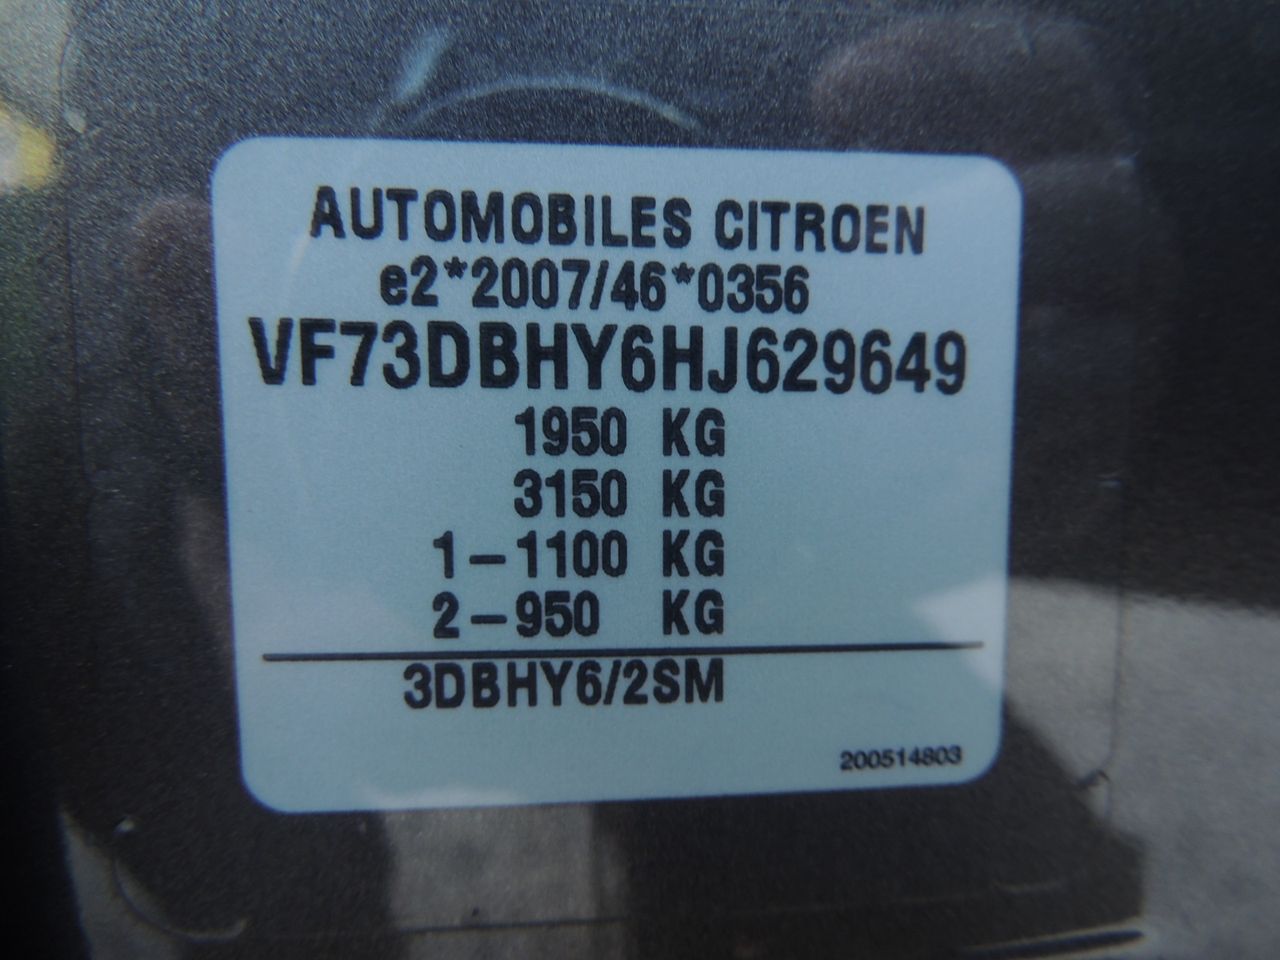 AUTOMOBILES CITROEN
e2*2007/46*0356
VF73DBHY6HJ629649
1950 KG
3150 KG
1-1100 KG
2-950 KG
3DBHY6/2SM
200514803